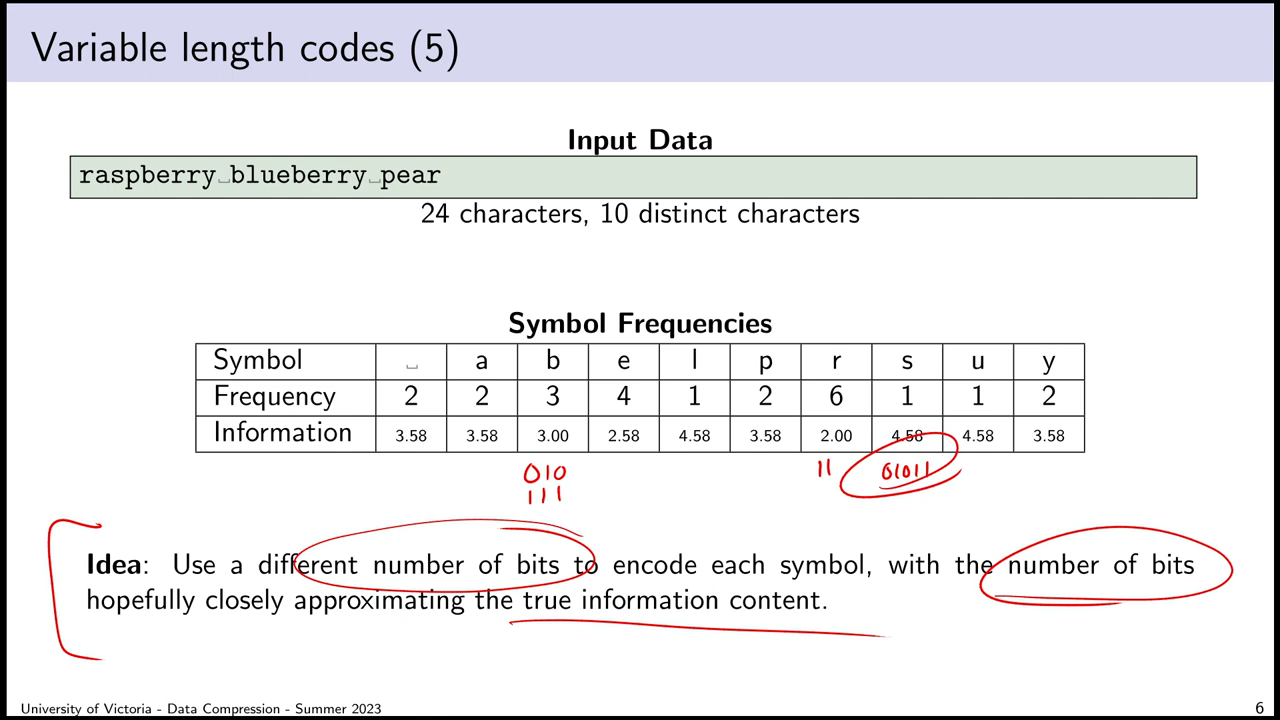 Variable length codes (5)
Input Data
raspberry␣blueberry␣pear
24 characters, 10 distinct characters
Symbol Frequencies
Symbol ␣ a b e l p r s u y
Frequency 2 2 3 4 1 2 6 1 1 2
Information 3.58 3.58 3.00 2.58 4.58 3.58 2.00 4.58 4.58 3.58
010 11 01011
111
Idea: Use a different number of bits to encode each symbol, with the number of bits
hopefully closely approximating the true information content.
University of Victoria - Data Compression - Summer 2023 6